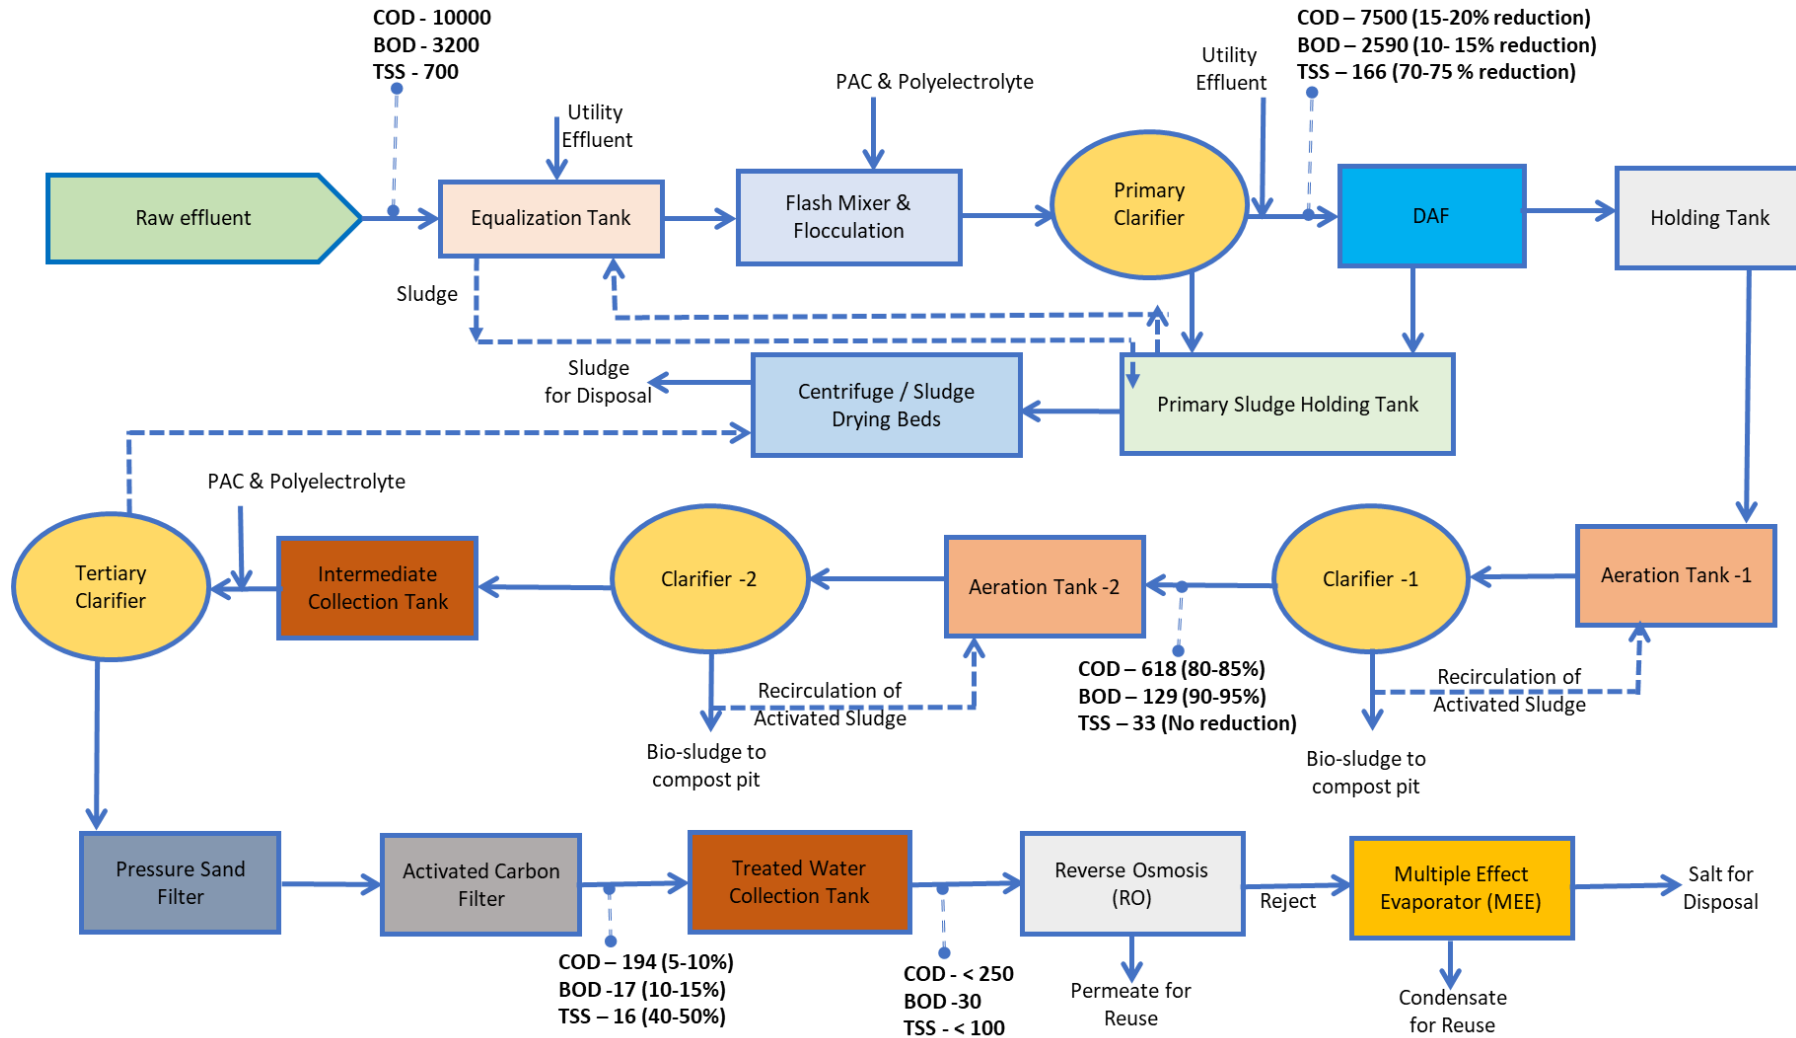 COD - 10000
BOD - 3200
TSS - 700
Utility
Effluent
PAC & Polyelectrolyte
Utility
Effluent
COD – 7500 (15-20% reduction)
BOD – 2590 (10- 15% reduction)
TSS – 166 (70-75 % reduction)
Raw effluent
Equalization Tank
Flash Mixer &
Flocculation
Primary
Clarifier
DAF
Holding Tank
Sludge
Sludge
for Disposal
Centrifuge / Sludge
Drying Beds
Primary Sludge Holding Tank
PAC & Polyelectrolyte
Tertiary
Clarifier
Intermediate
Collection Tank
Clarifier -2
Aeration Tank -2
Clarifier -1
Aeration Tank -1
Recirculation of
Activated Sludge
Bio-sludge to
compost pit
COD – 618 (80-85%)
BOD – 129 (90-95%)
TSS – 33 (No reduction)
Recirculation of
Activated Sludge
Bio-sludge to
compost pit
Pressure Sand
Filter
Activated Carbon
Filter
Treated Water
Collection Tank
Reverse Osmosis
(RO)
Reject
Multiple Effect
Evaporator (MEE)
Salt for
Disposal
COD – 194 (5-10%)
BOD -17 (10-15%)
TSS – 16 (40-50%)
COD - < 250
BOD -30
TSS - < 100
Permeate for
Reuse
Condensate
for Reuse